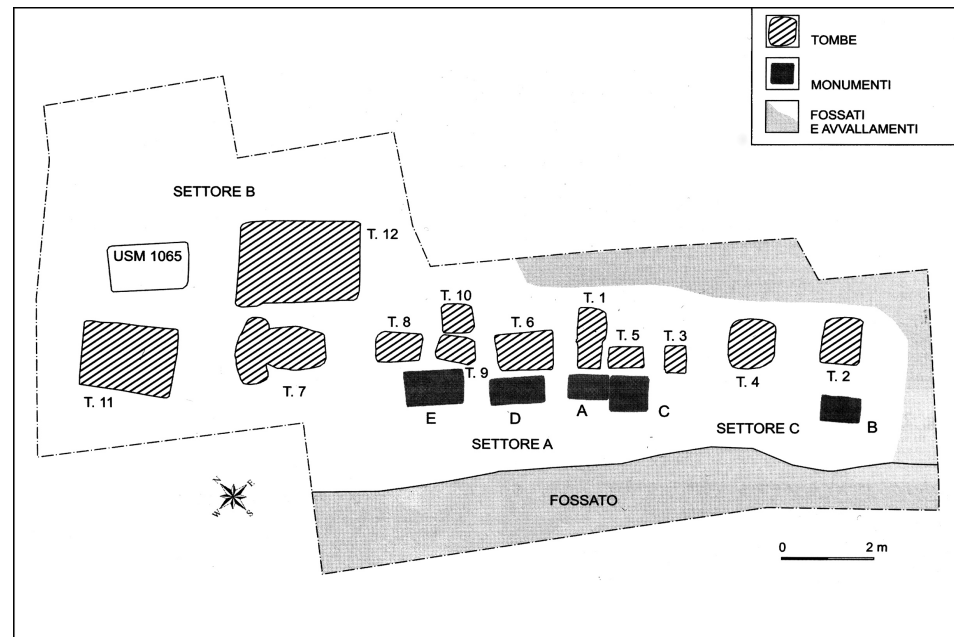 TOMBE
MONUMENTI
FOSSATI
E AVVALLAMENTI
SETTORE B
T. 12
USM 1065
T. 10
T. 1
T. 8
T. 6
T. 5
T. 3
T. 9
T. 4
T. 2
T. 11
T. 7
E
D
A
C
B
SETTORE A
SETTORE C
FOSSATO
N
E
W
S
0 2 m